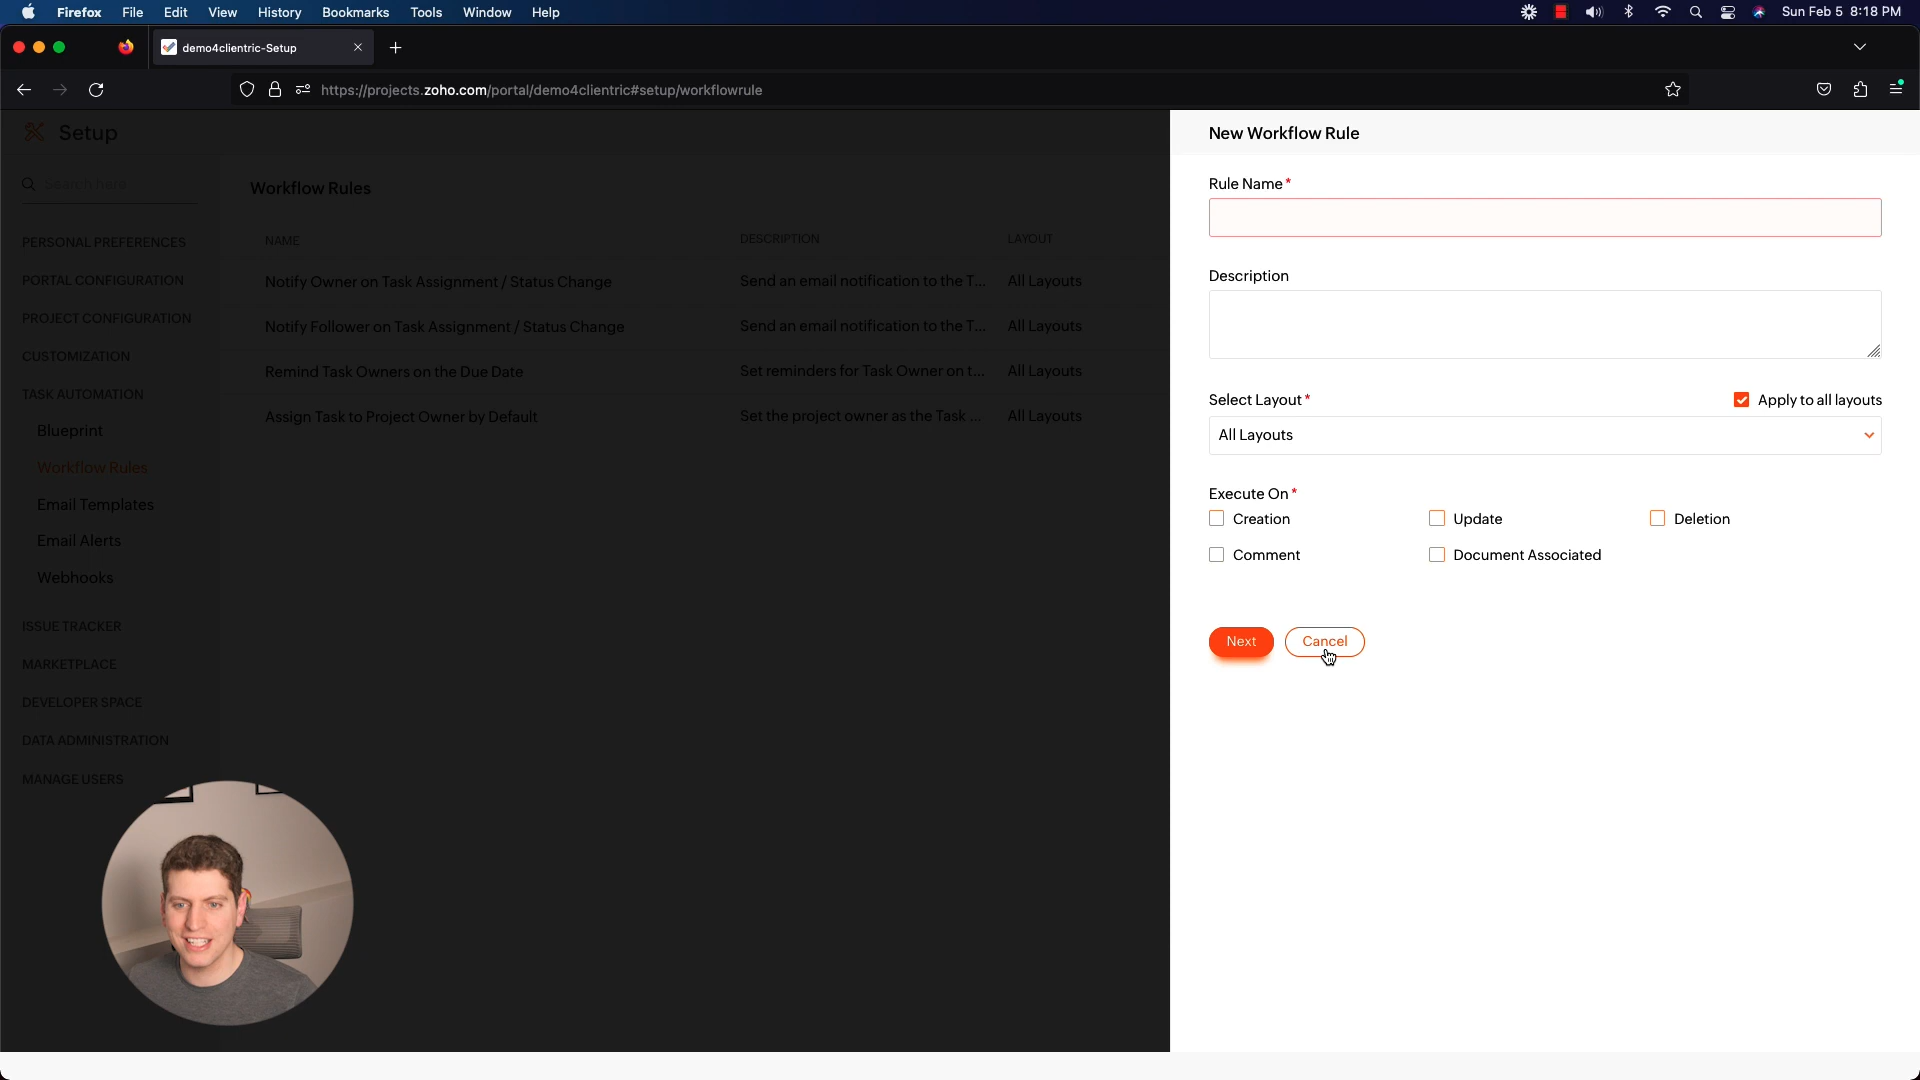 Firefox File Edit View History Bookmarks Tools Window Help
Sun Feb 5 8:18 PM
demo4clientric-Setup
https://projects.zoho.com/portal/demo4clientric#setup/workflowrule
Setup
Search here
PERSONAL PREFERENCES
PORTAL CONFIGURATION
PROJECT CONFIGURATION
CUSTOMIZATION
TASK AUTOMATION
Blueprint
Workflow Rules
Email Templates
Email Alerts
Webhooks
ISSUE TRACKER
MARKETPLACE
DEVELOPER SPACE
DATA ADMINISTRATION
MANAGE USERS
Workflow Rules
NAME DESCRIPTION LAYOUT
Notify Owner on Task Assignment / Status Change Send an email notification to the T... All Layouts
Notify Follower on Task Assignment / Status Change Send an email notification to the T... All Layouts
Remind Task Owners on the Due Date Set reminders for Task Owner on t... All Layouts
Assign Task to Project Owner by Default Set the project owner as the Task ... All Layouts
New Workflow Rule
Rule Name *
Description
Select Layout * Apply to all layouts
All Layouts
Execute On *
Creation Update Deletion
Comment Document Associated
Next Cancel